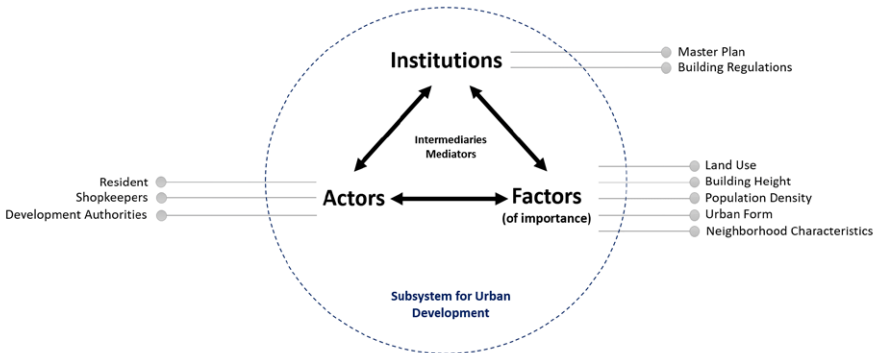 Institutions
Master Plan
Building Regulations
Intermediaries
Mediators
Resident
Shopkeepers
Development Authorities
Actors
Factors
(of importance)
Land Use
Building Height
Population Density
Urban Form
Neighborhood Characteristics
Subsystem for Urban
Development